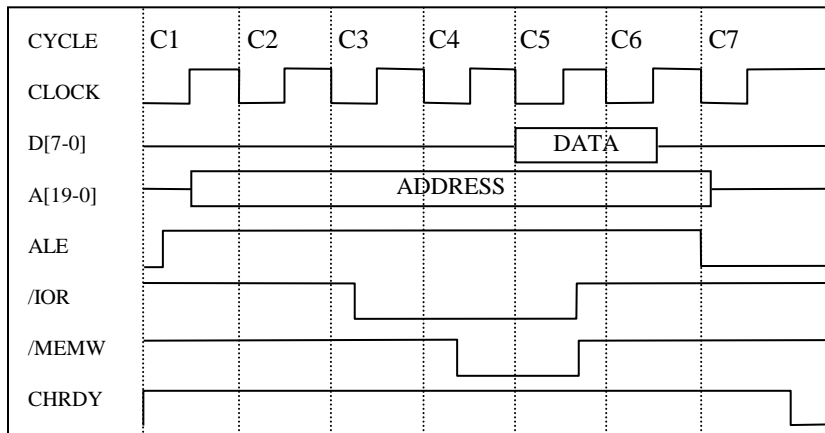 CYCLE C1 C2 C3 C4 C5 C6 C7
CLOCK
D[7-0] DATA
A[19-0] ADDRESS
ALE
/IOR
/MEMW
CHRDY